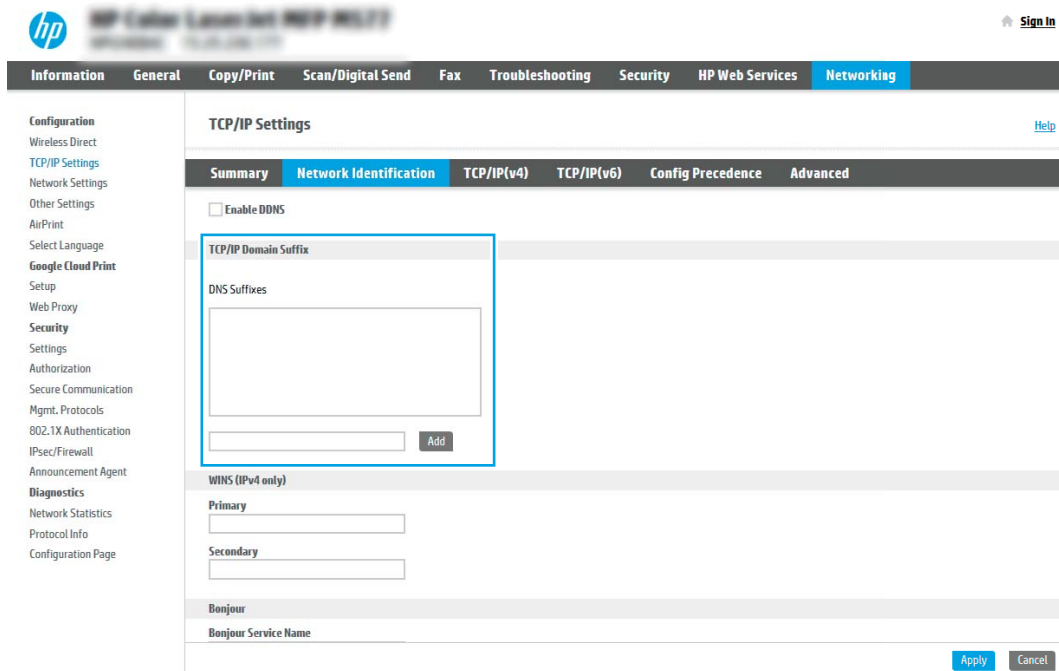 hp
Sign In
Information General Copy/Print Scan/Digital Send Fax Troubleshooting Security HP Web Services Networking
Configuration
Wireless Direct
TCP/IP Settings
Network Settings
Other Settings
AirPrint
Select Language
Google Cloud Print
Setup
Web Proxy
Security
Settings
Authorization
Secure Communication
Mgmt. Protocols
802.1X Authentication
IPsec/Firewall
Announcement Agent
Diagnostics
Network Statistics
Protocol Info
Configuration Page
TCP/IP Settings
Help
Summary Network Identification TCP/IP(v4) TCP/IP(v6) Config Precedence Advanced
Enable DDNS
TCP/IP Domain Suffix
DNS Suffixes
Add
WINS (IPv4 only)
Primary
Secondary
Bonjour
Bonjour Service Name
Apply Cancel